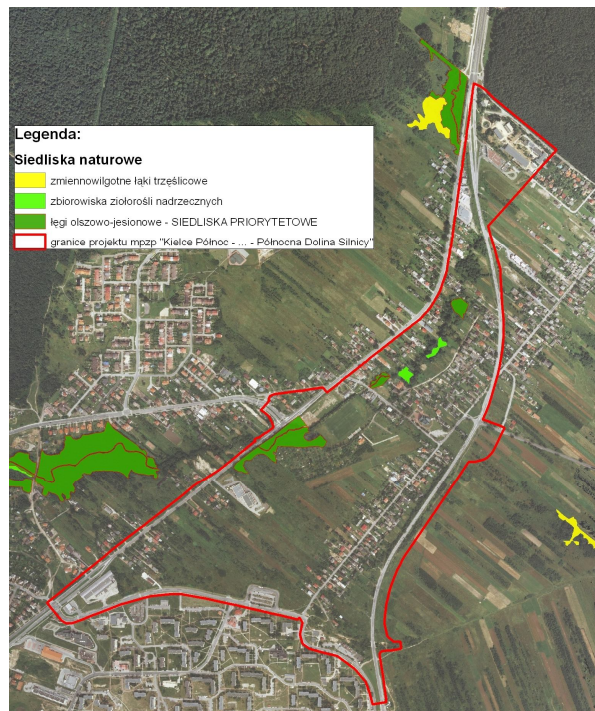 Legenda:
Siedliska naturowe
zmiennowilgotne łąki trzęślicowe
zbiorowiska ziołorośli nadrzecznych
łęgi olszowo-jesionowe - SIEDLISKA PRIORYTETOWE
granice projektu mpzp "Kielce Północ - ... - Północna Dolina Silnicy"